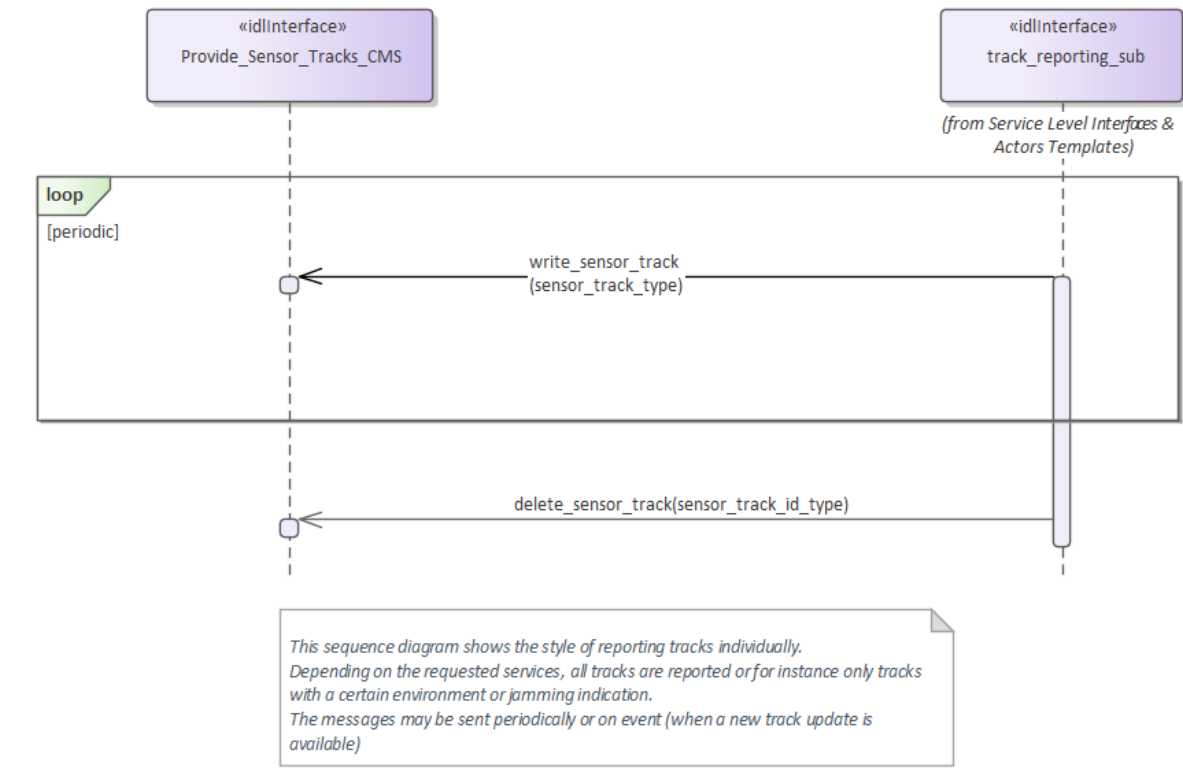 «idlInterface»
Provide_Sensor_Tracks_CMS
«idlInterface»
track_reporting_sub
(from Service Level Interfaces &
Actors Templates)
loop
[periodic]
write_sensor_track
(sensor_track_type)
delete_sensor_track(sensor_track_id_type)
This sequence diagram shows the style of reporting tracks individually.
Depending on the requested services, all tracks are reported or for instance only tracks
with a certain environment or jamming indication.
The messages may be sent periodically or on event (when a new track update is
available)